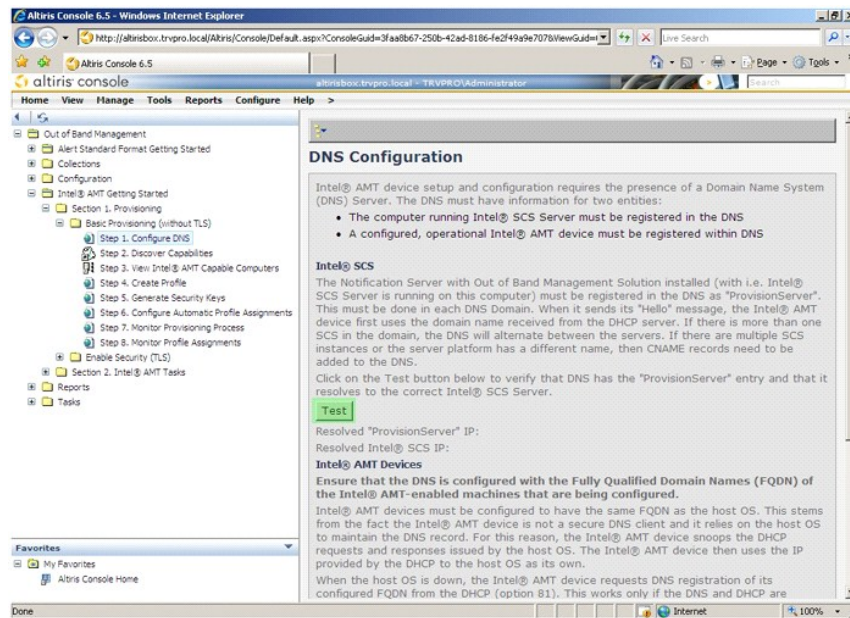 Altiris Console 6.5 - Windows Internet Explorer
http://altirisbox.trvpro.local/Altiris/Console/Default.aspx?ConsoleGuid=3faa8b67-250b-42ad-8186-fe2f49a9e707&ViewGuid=
Live Search
Altiris Console 6.5
Page
Tools
altiris console
altirisbox.trvpro.local - TRVPRO\Administrator
Search
Home View Manage Tools Reports Configure Help >
Out of Band Management
Alert Standard Format Getting Started
Collections
Configuration
Intel® AMT Getting Started
Section 1. Provisioning
Basic Provisioning (without TLS)
Step 1. Configure DNS
Step 2. Discover Capabilities
Step 3. View Intel® AMT Capable Computers
Step 4. Create Profile
Step 5. Generate Security Keys
Step 6. Configure Automatic Profile Assignments
Step 7. Monitor Provisioning Process
Step 8. Monitor Profile Assignments
Enable Security (TLS)
Section 2. Intel® AMT Tasks
Reports
Tasks
Favorites
My Favorites
Altiris Console Home
DNS Configuration
Intel® AMT device setup and configuration requires the presence of a Domain Name System
(DNS) Server. The DNS must have information for two entities:
• The computer running Intel® SCS Server must be registered in the DNS
• A configured, operational Intel® AMT device must be registered within DNS
Intel® SCS
The Notification Server with Out of Band Management Solution installed (with i.e. Intel®
SCS Server is running on this computer) must be registered in the DNS as "ProvisionServer".
This must be done in each DNS Domain. When it sends its "Hello" message, the Intel® AMT
device first uses the domain name received from the DHCP server. If there is more than one
SCS in the domain, the DNS will alternate between the servers. If there are multiple SCS
instances or the server platform has a different name, then CNAME records need to be
added to the DNS.
Click on the Test button below to verify that DNS has the "ProvisionServer" entry and that it
resolves to the correct Intel® SCS Server.
Test
Resolved "ProvisionServer" IP:
Resolved Intel® SCS IP:
Intel® AMT Devices
Ensure that the DNS is configured with the Fully Qualified Domain Names (FQDN) of
the Intel® AMT-enabled machines that are being configured.
Intel® AMT devices must be configured to have the same FQDN as the host OS. This stems
from the fact the Intel® AMT device is not a secure DNS client and it relies on the host OS
to maintain the DNS record. For this reason, the Intel® AMT device snoops the DHCP
requests and responses issued by the host OS. The Intel® AMT device then uses the IP
provided by the DHCP to the host OS as its own.
When the host OS is down, the Intel® AMT device requests DNS registration of its
configured FQDN from the DHCP (option 81). This works only if the DNS and DHCP are
Done
Internet
100%